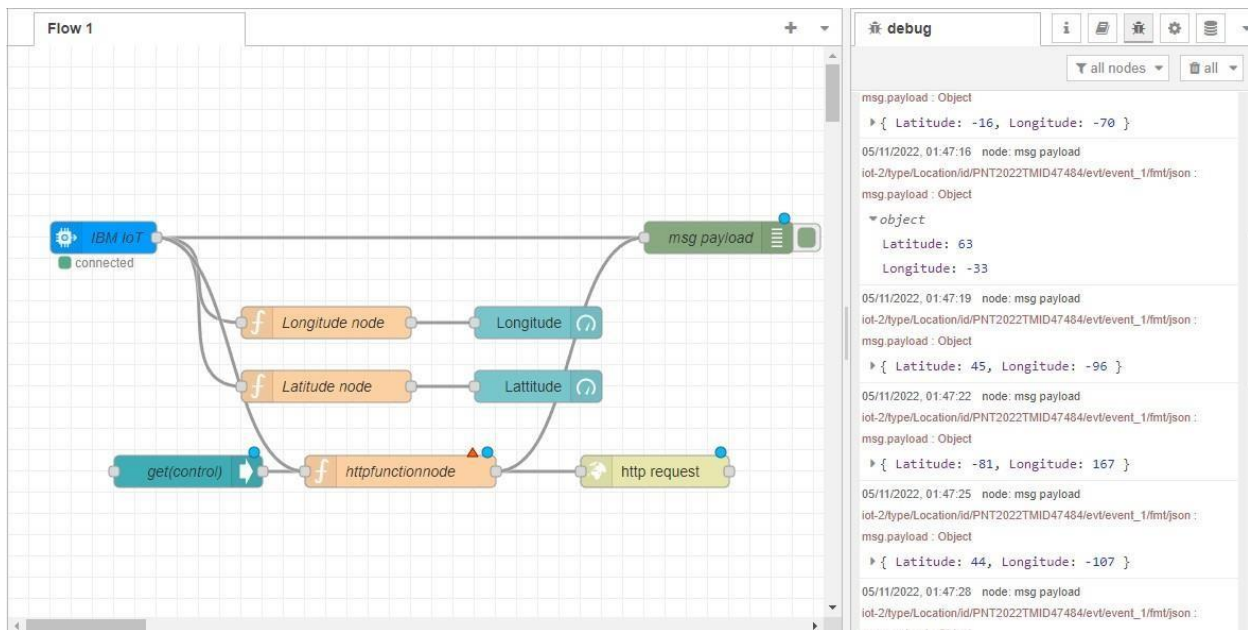 Flow 1
IBM IoT
connected
msg payload
Longitude node
Longitude
Latitude node
Lattitude
get(control)
httpfunctionnode
http request
debug
all nodes
all
msg.payload : Object
{ Latitude: -16, Longitude: -70 }
05/11/2022, 01:47:16 node: msg payload
iot-2/type/Location/id/PNT2022TMID47484/evt/event_1/fmt/json :
msg.payload : Object
object
Latitude: 63
Longitude: -33
05/11/2022, 01:47:19 node: msg payload
iot-2/type/Location/id/PNT2022TMID47484/evt/event_1/fmt/json :
msg.payload : Object
{ Latitude: 45, Longitude: -96 }
05/11/2022, 01:47:22 node: msg payload
iot-2/type/Location/id/PNT2022TMID47484/evt/event_1/fmt/json :
msg.payload : Object
{ Latitude: -81, Longitude: 167 }
05/11/2022, 01:47:25 node: msg payload
iot-2/type/Location/id/PNT2022TMID47484/evt/event_1/fmt/json :
msg.payload : Object
{ Latitude: 44, Longitude: -107 }
05/11/2022, 01:47:28 node: msg payload
iot-2/type/Location/id/PNT2022TMID47484/evt/event_1/fmt/json :